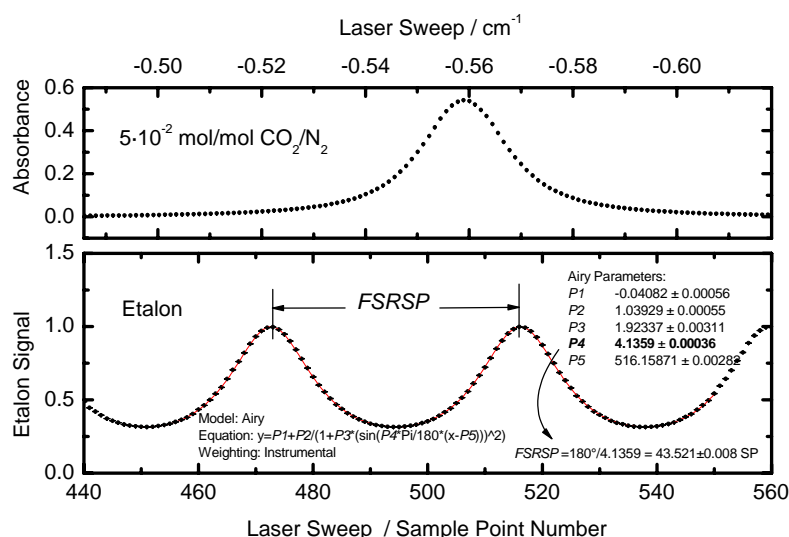 Laser Sweep / cm-1
-0.50 -0.52 -0.54 -0.56 -0.58 -0.60
0.6
0.4
0.2
0.0
Absorbance
5·10-2 mol/mol CO2/N2
1.5
1.0
0.5
0.0
Etalon Signal
Etalon
FSRSP
Airy Parameters:
P1 -0.04082 ± 0.00056
P2 1.03929 ± 0.00055
P3 1.92337 ± 0.00311
P4 4.1359 ± 0.00036
P5 516.15871 ± 0.00282
Model: Airy
Equation: y=P1+P2/(1+P3*(sin(P4*Pi/180*(x-P5)))^2)
Weighting: Instrumental
FSRSP =180°/4.1359 = 43.521±0.008 SP
440 460 480 500 520 540 560
Laser Sweep / Sample Point Number